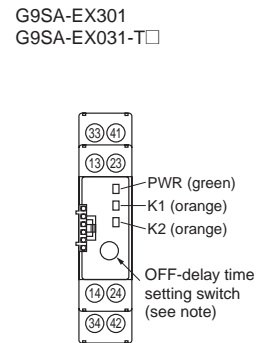 G9SA-EX301
G9SA-EX031-T□
33 41
13 23
PWR (green)
K1 (orange)
K2 (orange)
OFF-delay time
setting switch
(see note)
14 24
34 42